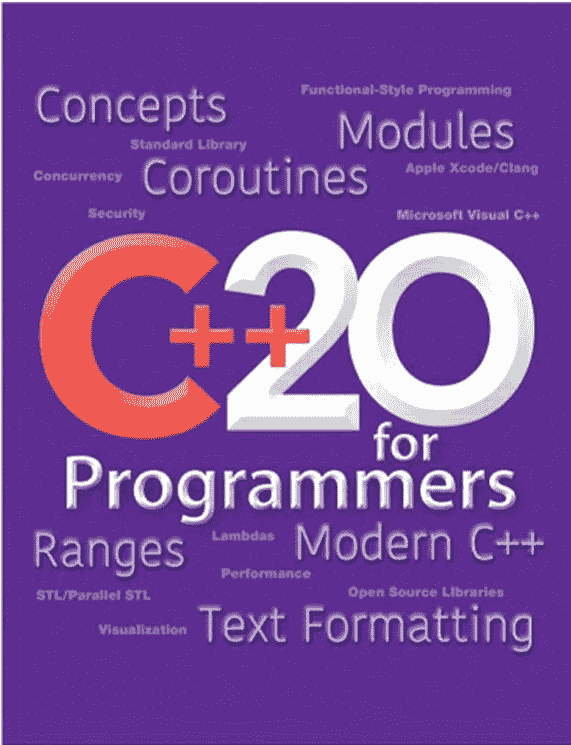 Functional-Style Programming
Concepts
Modules
Standard Library
Apple Xcode/Clang
Concurrency
Coroutines
Security
Microsoft Visual C++
C++20
for
Programmers
Lambdas
Ranges
Modern C++
Performance
STL/Parallel STL
Open Source Libraries
Visualization
Text Formatting